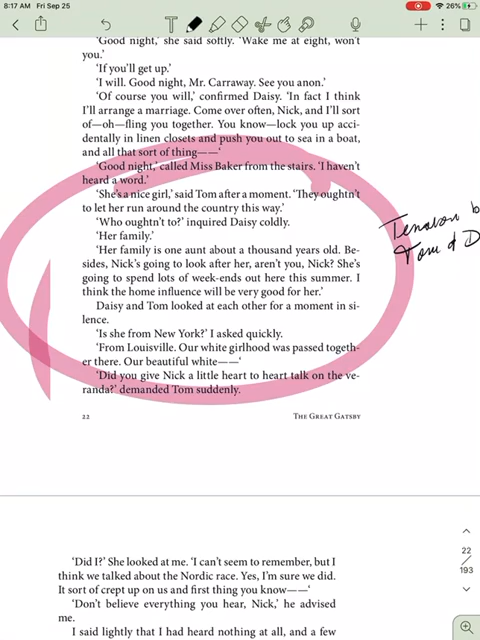 8:17 AM Fri Sep 25
26%
'Good night,' she said softly. 'Wake me at eight, won't
you.'
'If you'll get up.'
'I will. Good night, Mr. Carraway. See you anon.'
'Of course you will,' confirmed Daisy. 'In fact I think
I'll arrange a marriage. Come over often, Nick, and I'll sort
of—oh—fling you together. You know—lock you up acci-
dentally in linen closets and push you out to sea in a boat,
and all that sort of thing——'
'Good night,' called Miss Baker from the stairs. 'I haven't
heard a word.'
'She's a nice girl,' said Tom after a moment. 'They oughtn't
to let her run around the country this way.'
'Who oughtn't to?' inquired Daisy coldly.
'Her family.'
'Her family is one aunt about a thousand years old. Be-
sides, Nick's going to look after her, aren't you, Nick? She's
going to spend lots of week-ends out here this summer. I
think the home influence will be very good for her.'
Daisy and Tom looked at each other for a moment in si-
lence.
'Is she from New York?' I asked quickly.
'From Louisville. Our white girlhood was passed togeth-
er there. Our beautiful white——'
'Did you give Nick a little heart to heart talk on the ve-
randa?' demanded Tom suddenly.
Tension b
Tom & D
22 The Great Gatsby
'Did I?' She looked at me. 'I can't seem to remember, but I
think we talked about the Nordic race. Yes, I'm sure we did.
It sort of crept up on us and first thing you know——'
'Don't believe everything you hear, Nick,' he advised
me.
I said lightly that I had heard nothing at all, and a few
22
193